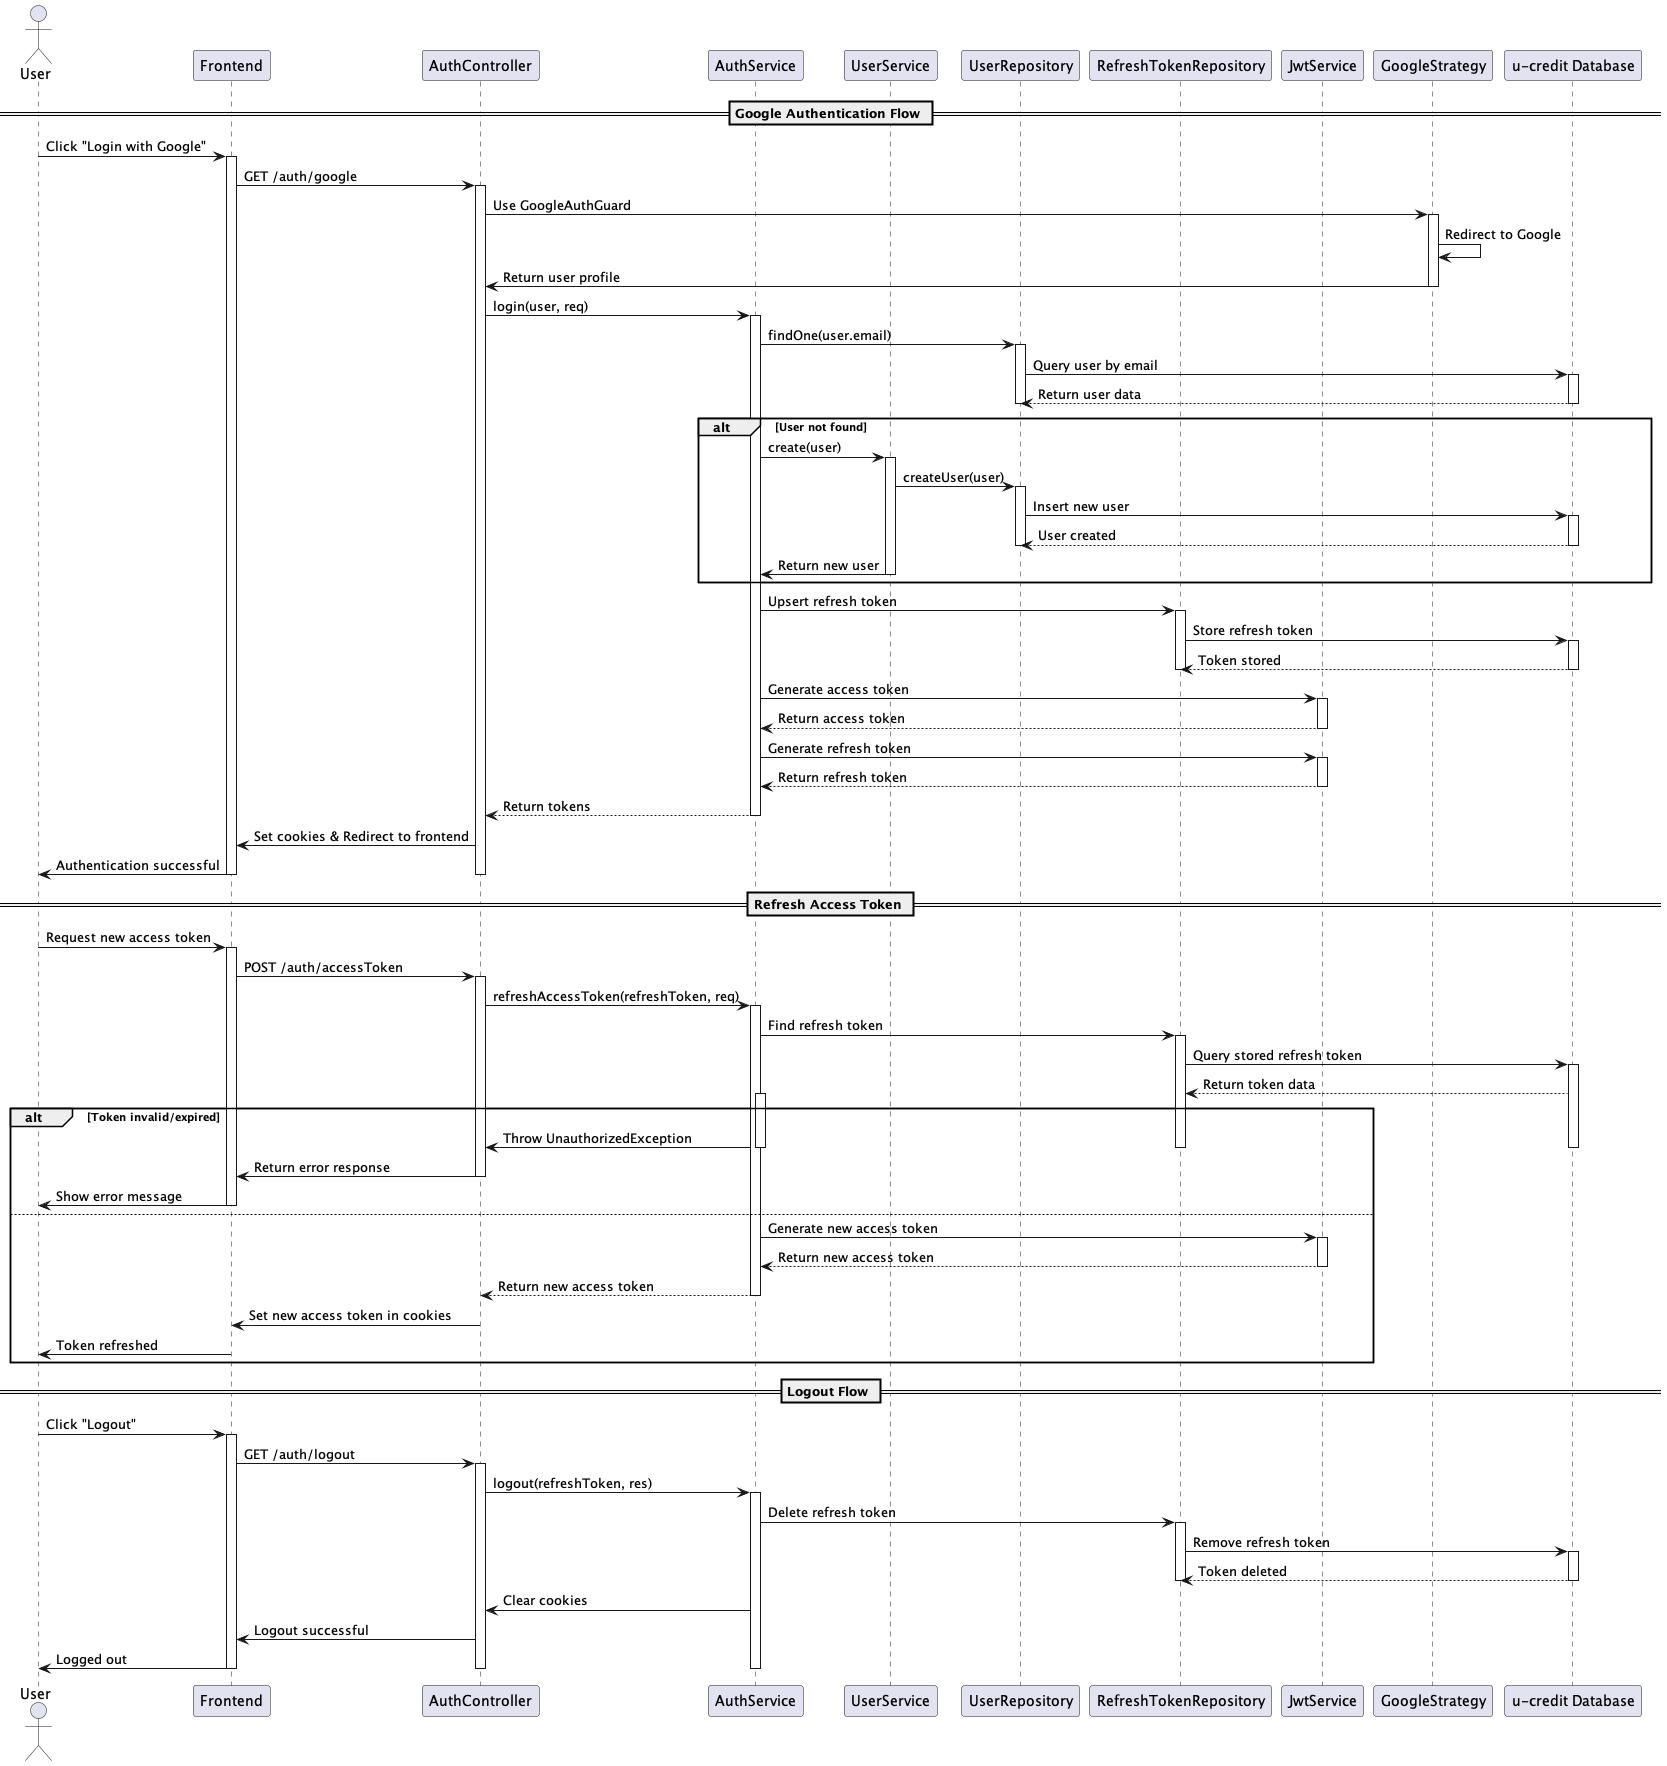 User
Frontend
AuthController
AuthService
UserService
UserRepository
RefreshTokenRepository
JwtService
GoogleStrategy
u-credit Database
Google Authentication Flow
Click "Login with Google"
GET /auth/google
Use GoogleAuthGuard
Redirect to Google
Return user profile
login(user, req)
findOne(user.email)
Query user by email
Return user data
alt
[User not found]
create(user)
createUser(user)
Insert new user
User created
Return new user
Upsert refresh token
Store refresh token
Token stored
Generate access token
Return access token
Generate refresh token
Return refresh token
Return tokens
Set cookies & Redirect to frontend
Authentication successful
Refresh Access Token
Request new access token
POST /auth/accessToken
refreshAccessToken(refreshToken, req)
Find refresh token
Query stored refresh token
Return token data
alt
[Token invalid/expired]
Throw UnauthorizedException
Return error response
Show error message
Generate new access token
Return new access token
Return new access token
Set new access token in cookies
Token refreshed
Logout Flow
Click "Logout"
GET /auth/logout
logout(refreshToken, res)
Delete refresh token
Remove refresh token
Token deleted
Clear cookies
Logout successful
Logged out
User
Frontend
AuthController
AuthService
UserService
UserRepository
RefreshTokenRepository
JwtService
GoogleStrategy
u-credit Database